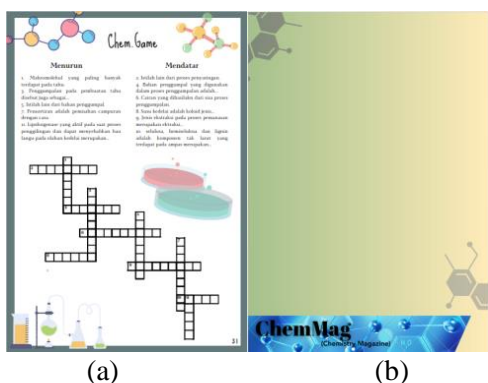 Chem. Game
Menurun
1. Makromolekul yang paling banyak
terdapat pada tahu.
3. Penggumpalan pada pembuatan tahu
disebut juga sebagai..
5. Istilah lain dari bahan penggumpal
7. Penyaringan adalah pemisahan campuran
dengan cara..
11. Lipoksigenase yang aktif pada saat proses
penggilingan dan dapat menyebabkan bau
langu pada olahan kedelai merupakan..
Mendatar
2. Istilah lain dari proses penyaringan.
4. Bahan penggumpal yang digunakan
dalam proses penggumpalan adalah..
6. Cairan yang dihasilkan dari sisa proses
penggumpalan.
8. Susu kedelai adalah koloid jenis..
9. Jenis ekstraksi pada proses pemanasan
merupakan ekstraksi..
10. selulosa, hemiselulosa dan lignin
adalah komponen tak larut yang
terdapat pada ampas merupakan..
21
ChemMag
(Chemistry Magazine)
(a)
(b)